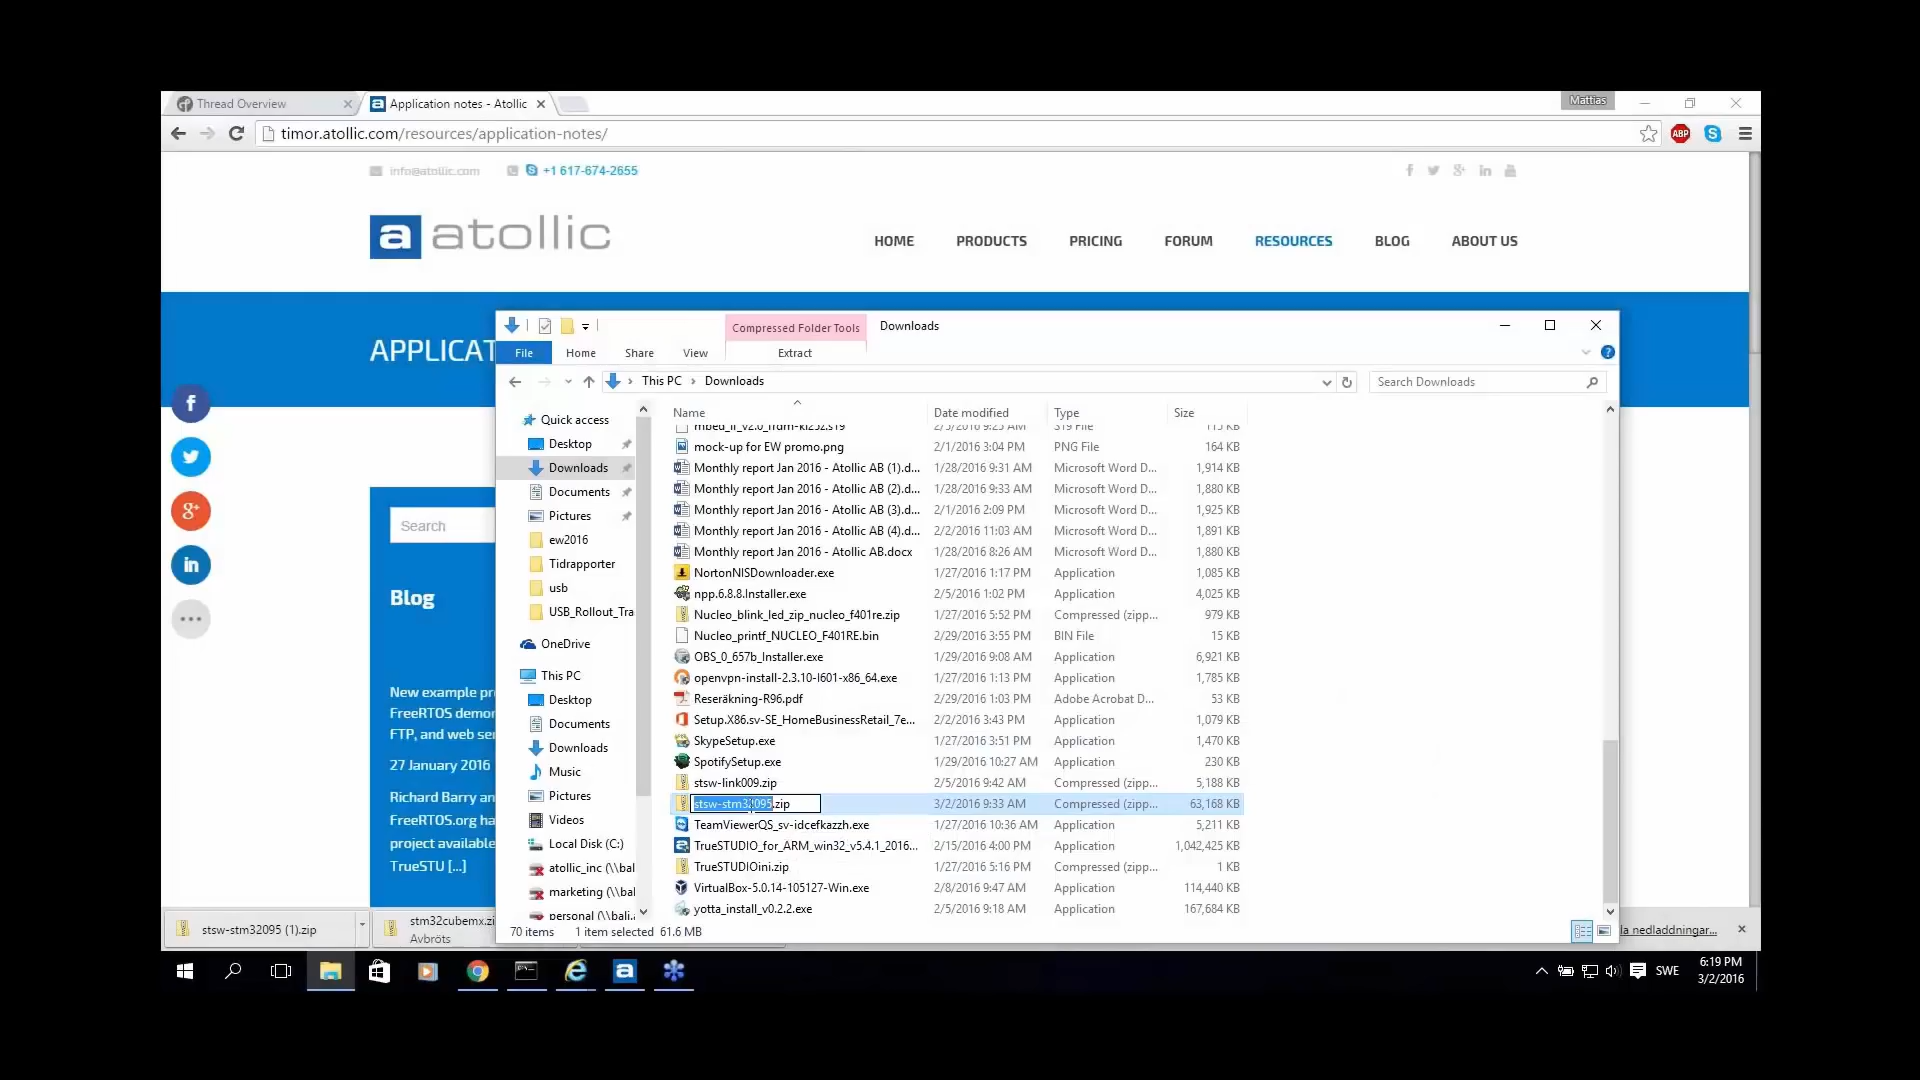 Thread Overview
Application notes - Atollic
Mattias
timor.atollic.com/resources/application-notes/
ABP
info@atollic.com
+1 617-674-2655
a atollic
HOME PRODUCTS PRICING FORUM RESOURCES BLOG ABOUT US
APPLICAT
Compressed Folder Tools
Downloads
File Home Share View Extract
This PC > Downloads
Search Downloads
Name Date modified Type Size
Quick access
Desktop
Downloads
Documents
Pictures
ew2016
Tidrapporter
usb
USB_Rollout_Tra
OneDrive
This PC
Desktop
Documents
Downloads
Music
Pictures
Videos
Local Disk (C:)
atollic_inc (\\bal
marketing (\\bal
personal (\\bali.
mock-up for EW promo.png 2/1/2016 3:04 PM PNG File 164 KB
Monthly report Jan 2016 - Atollic AB (1).d... 1/28/2016 9:31 AM Microsoft Word D... 1,914 KB
Monthly report Jan 2016 - Atollic AB (2).d... 1/28/2016 9:33 AM Microsoft Word D... 1,880 KB
Monthly report Jan 2016 - Atollic AB (3).d... 2/1/2016 2:09 PM Microsoft Word D... 1,925 KB
Monthly report Jan 2016 - Atollic AB (4).d... 2/2/2016 11:03 AM Microsoft Word D... 1,891 KB
Monthly report Jan 2016 - Atollic AB.docx 1/28/2016 8:26 AM Microsoft Word D... 1,880 KB
NortonNISDownloader.exe 1/27/2016 1:17 PM Application 1,085 KB
npp.6.8.8.Installer.exe 2/5/2016 1:02 PM Application 4,025 KB
Nucleo_blink_led_zip_nucleo_f401re.zip 1/27/2016 5:52 PM Compressed (zipp... 979 KB
Nucleo_printf_NUCLEO_F401RE.bin 2/29/2016 3:55 PM BIN File 15 KB
OBS_0_657b_Installer.exe 1/29/2016 9:08 AM Application 6,921 KB
openvpn-install-2.3.10-I601-x86_64.exe 1/27/2016 1:13 PM Application 1,785 KB
Reseräkning-R96.pdf 2/29/2016 1:03 PM Adobe Acrobat D... 53 KB
Setup.X86.sv-SE_HomeBusinessRetail_7e... 2/2/2016 3:43 PM Application 1,079 KB
SkypeSetup.exe 1/27/2016 3:51 PM Application 1,470 KB
SpotifySetup.exe 1/29/2016 10:27 AM Application 230 KB
stsw-link009.zip 2/5/2016 9:42 AM Compressed (zipp... 5,188 KB
stsw-stm32095.zip 3/2/2016 9:33 AM Compressed (zipp... 63,168 KB
TeamViewerQS_sv-idcefkazzh.exe 1/27/2016 10:36 AM Application 5,211 KB
TrueSTUDIO_for_ARM_win32_v5.4.1_2016... 2/15/2016 4:00 PM Application 1,042,425 KB
TrueSTUDIOini.zip 1/27/2016 5:16 PM Compressed (zipp... 1 KB
VirtualBox-5.0.14-105127-Win.exe 2/8/2016 9:47 AM Application 114,440 KB
yotta_install_v0.2.2.exe 2/5/2016 9:18 AM Application 167,684 KB
70 items 1 item selected 61.6 MB
Search
Blog
New example pr
FreeRTOS demor
FTP, and web ser
27 January 2016
Richard Barry an
FreeRTOS.org ha
project available
TrueSTU [...]
stsw-stm32095 (1).zip
stm32cubemx.zi
Avbröts
la nedladdningar...
SWE
6:19 PM
3/2/2016